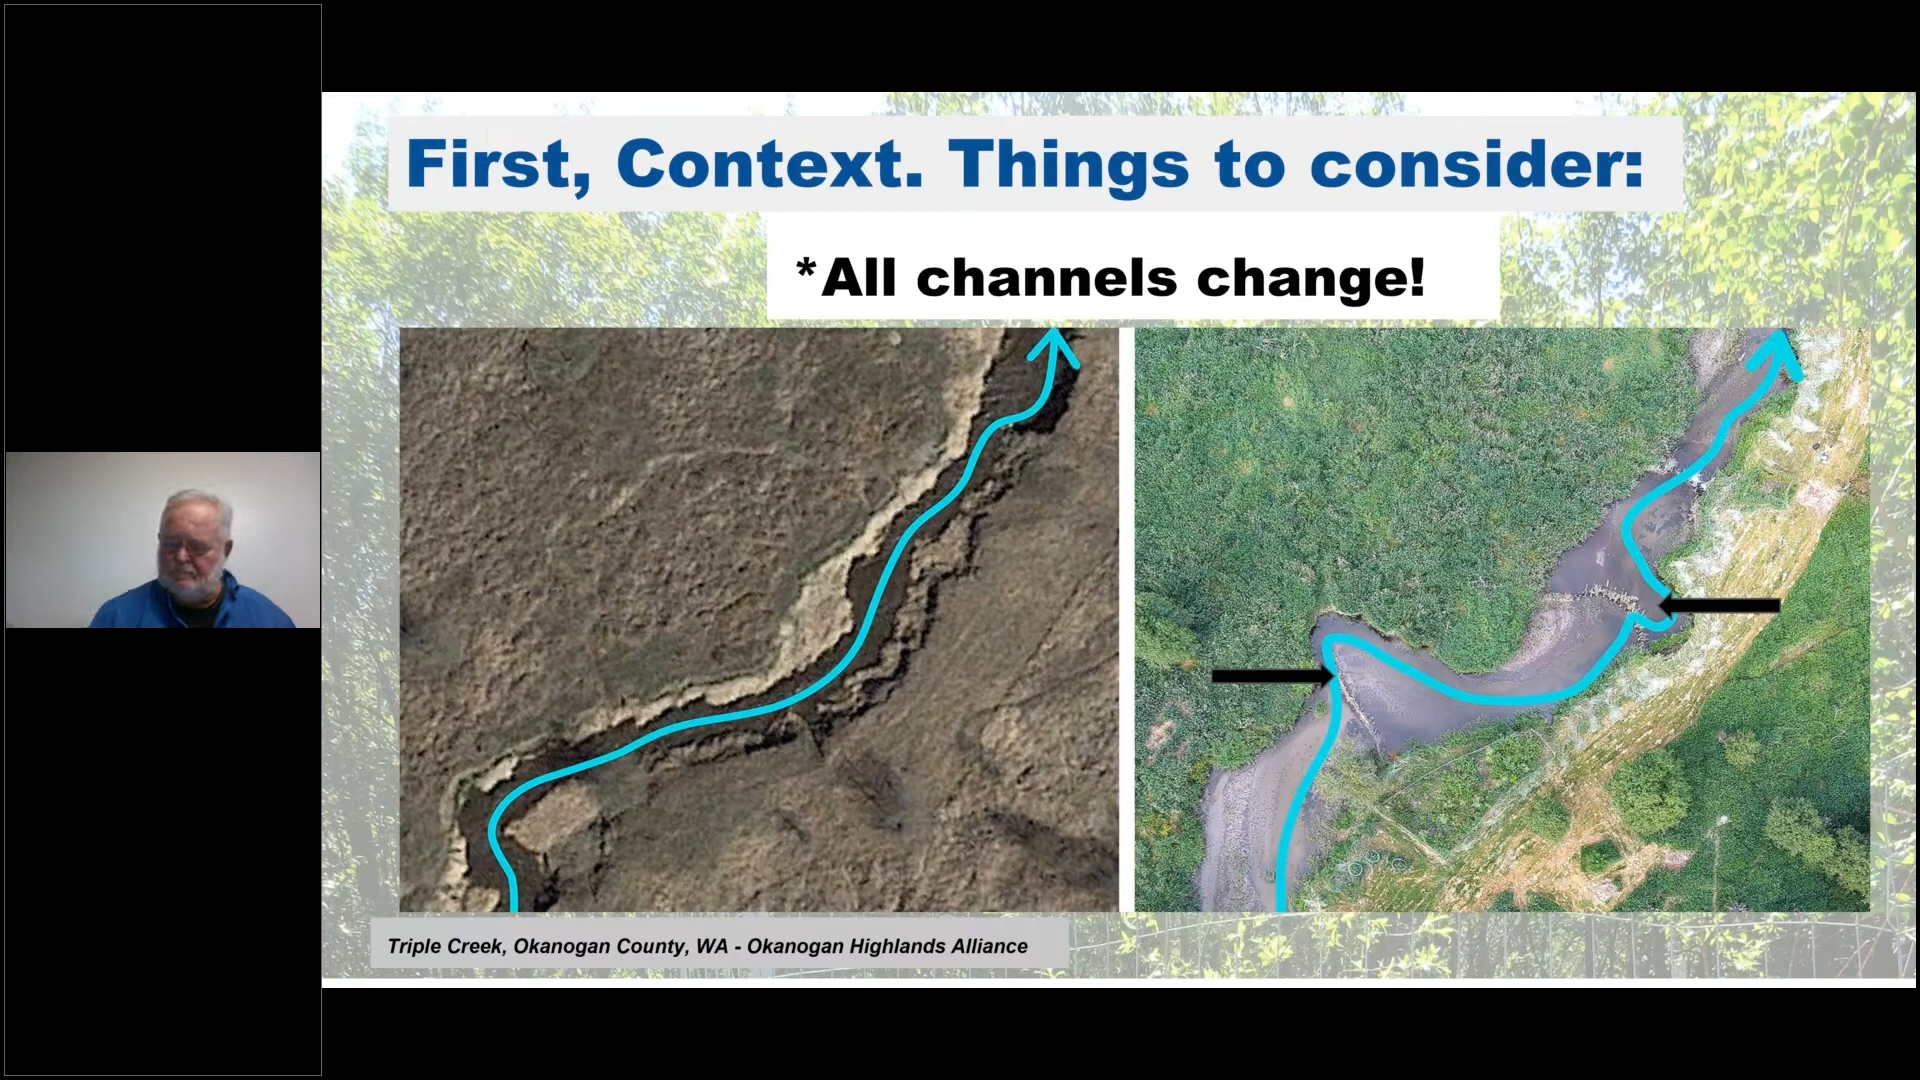 First, Context. Things to consider:
*All channels change!
Triple Creek, Okanogan County, WA - Okanogan Highlands Alliance